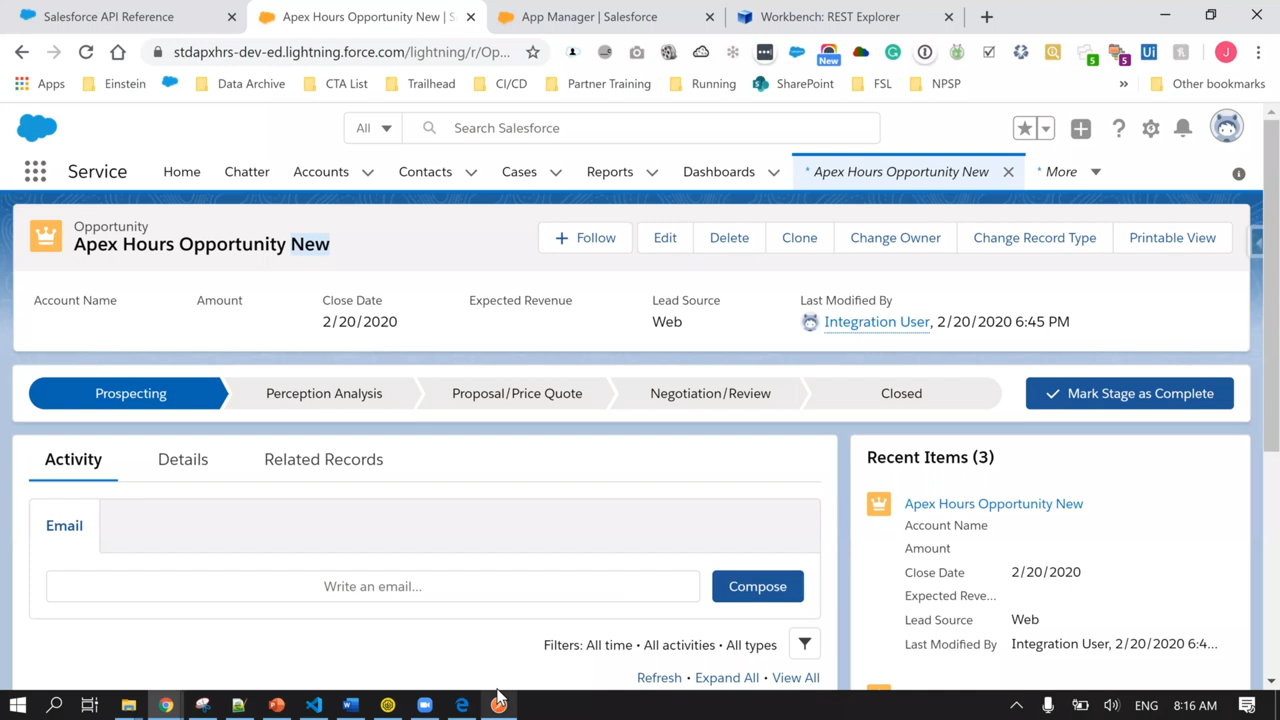 Salesforce API Reference
Apex Hours Opportunity New | S
App Manager | Salesforce
Workbench: REST Explorer
stdapxhrs-dev-ed.lightning.force.com/lightning/r/Op...
New
5
5
Ui
J
Apps
Einstein
Data Archive
CTA List
Trailhead
CI/CD
Partner Training
Running
SharePoint
FSL
NPSP
»
Other bookmarks
All
Search Salesforce
Service
Home
Chatter
Accounts
Contacts
Cases
Reports
Dashboards
* Apex Hours Opportunity New
* More
Opportunity
Apex Hours Opportunity New
+ Follow
Edit
Delete
Clone
Change Owner
Change Record Type
Printable View
Account Name
Amount
Close Date
Expected Revenue
Lead Source
Last Modified By
2/20/2020
Web
Integration User, 2/20/2020 6:45 PM
Prospecting
Perception Analysis
Proposal/Price Quote
Negotiation/Review
Closed
Mark Stage as Complete
Activity
Details
Related Records
Email
Write an email...
Compose
Filters: All time • All activities • All types
Refresh • Expand All • View All
Recent Items (3)
Apex Hours Opportunity New
Account Name
Amount
Close Date 2/20/2020
Expected Reve...
Lead Source Web
Last Modified By Integration User, 2/20/2020 6:4...
ENG
8:16 AM